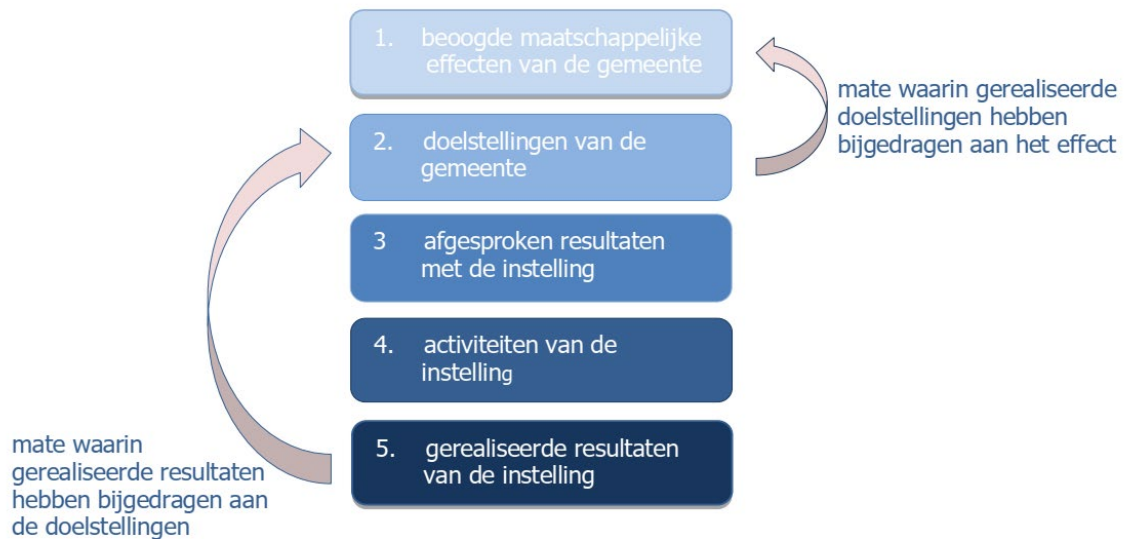 1. beoogde maatschappelijke
effecten van de gemeente
mate waarin gerealiseerde
doelstellingen hebben
bijgedragen aan het effect
2. doelstellingen van de
gemeente
3 afgesproken resultaten
met de instelling
4. activiteiten van de
instelling
5. gerealiseerde resultaten
van de instelling
mate waarin
gerealiseerde resultaten
hebben bijgedragen aan
de doelstellingen